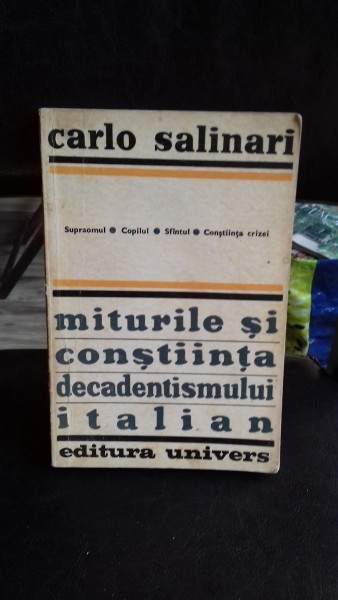 carlo salinari
Supraomul ● Copilul ● Sfîntul ● Conştiinţa crizei
miturile şi
conştiinţa
decadentismului
italian
editura univers